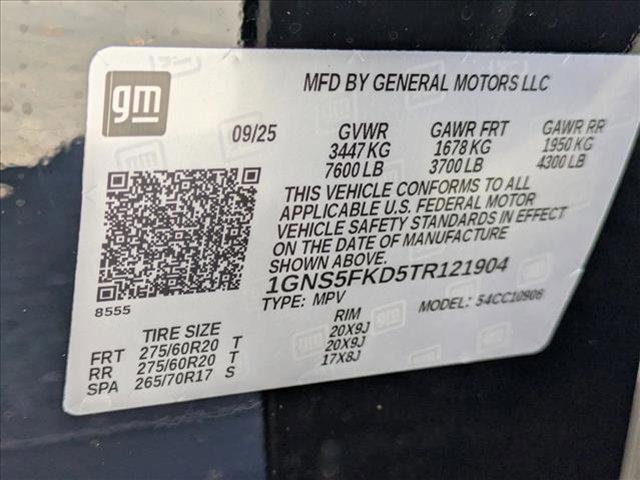 gm
MFD BY GENERAL MOTORS LLC
09/25 GVWR GAWR FRT GAWR RR
3447 KG 1678 KG 1950 KG
7600 LB 3700 LB 4300 LB
THIS VEHICLE CONFORMS TO ALL
APPLICABLE U.S. FEDERAL MOTOR
VEHICLE SAFETY STANDARDS IN EFFECT
ON THE DATE OF MANUFACTURE
SHOWN ABOVE.
1GNS5FKD5TR121904
8555 TYPE: MPV MODEL: 54CC10906
TIRE SIZE RIM
FRT 275/60R20 T 20X9J
RR 275/60R20 T 20X9J
SPA 265/70R17 S 17X8J